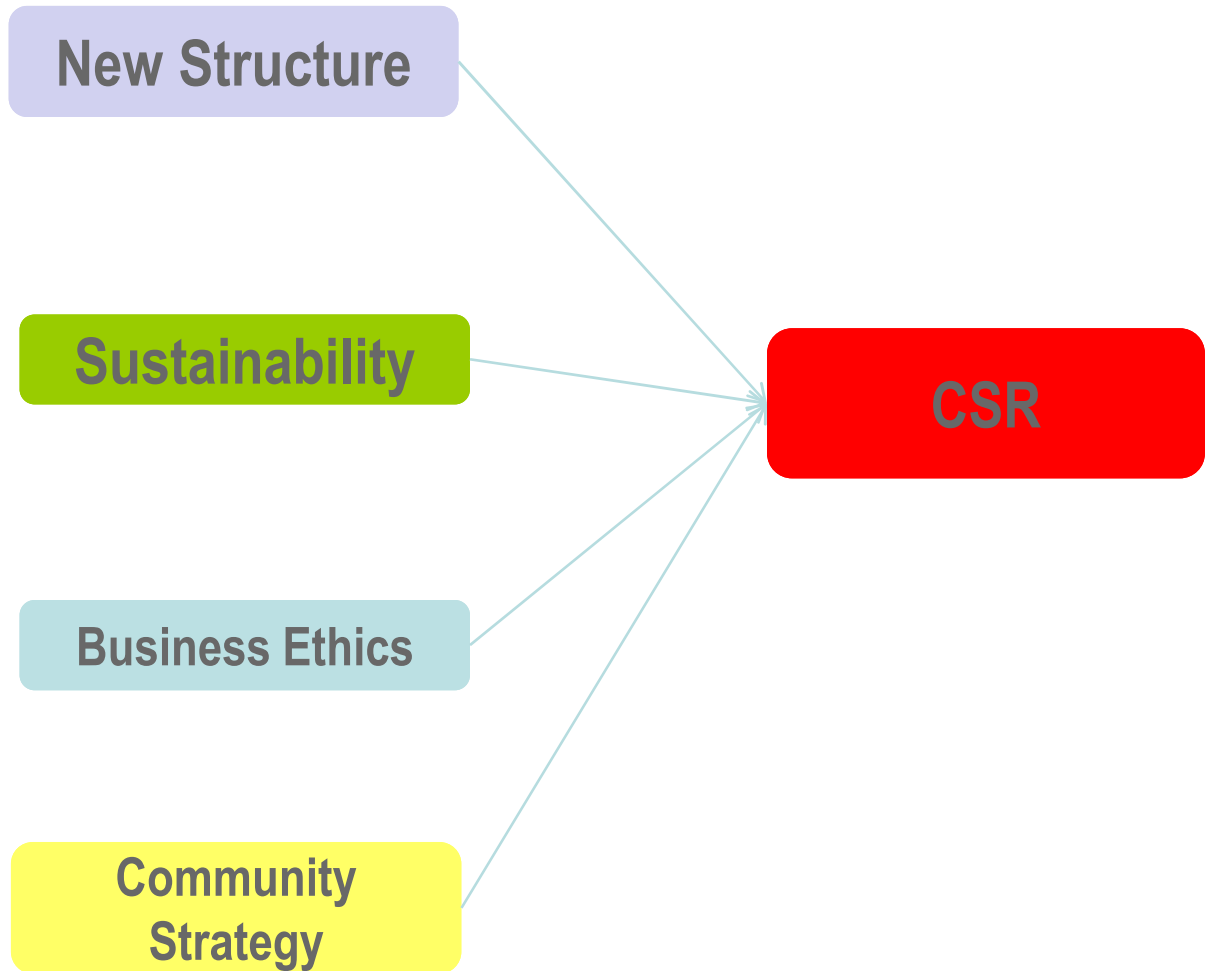 New Structure
Sustainability
CSR
Business Ethics
Community
Strategy